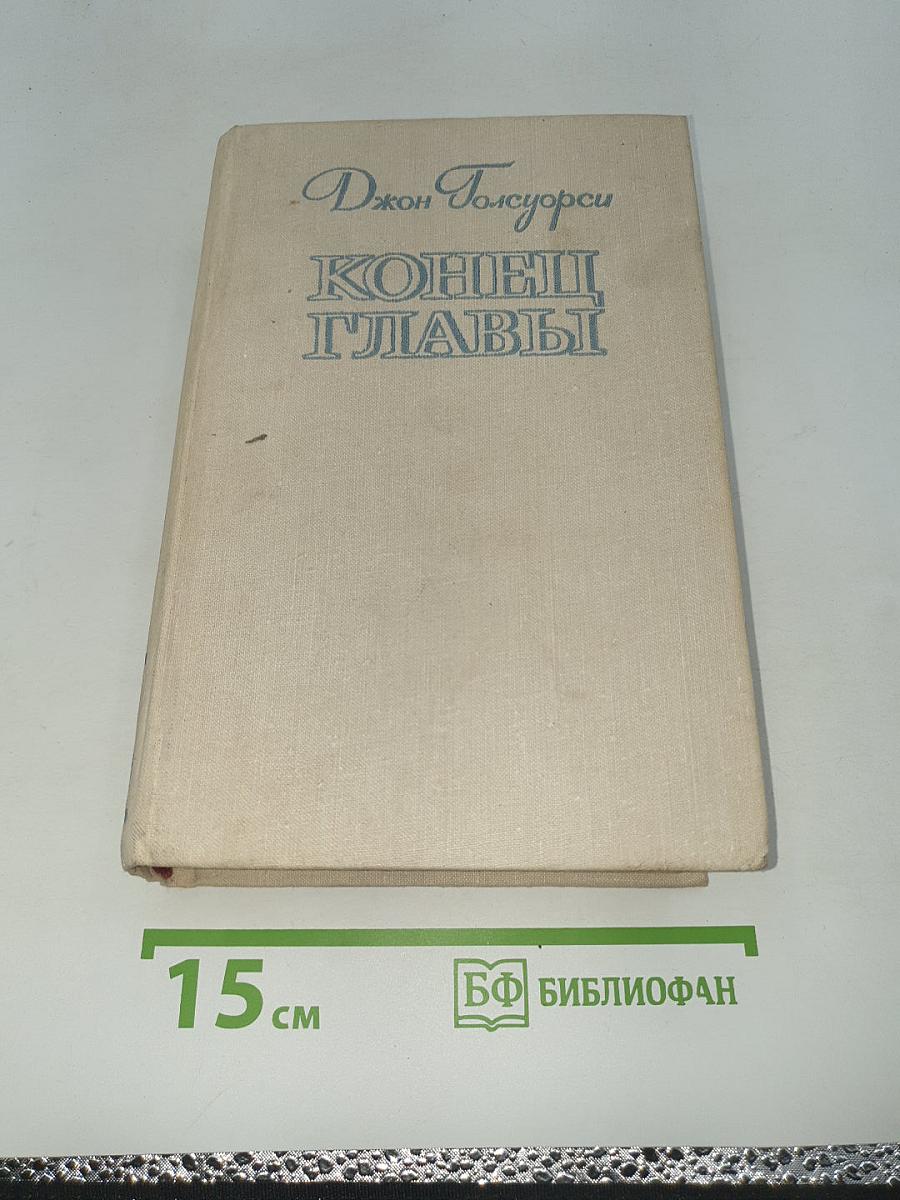 Джон Голсуорси
КОНЕЦ
ГЛАВЫ
15 см
БФ БИБЛИОФАН